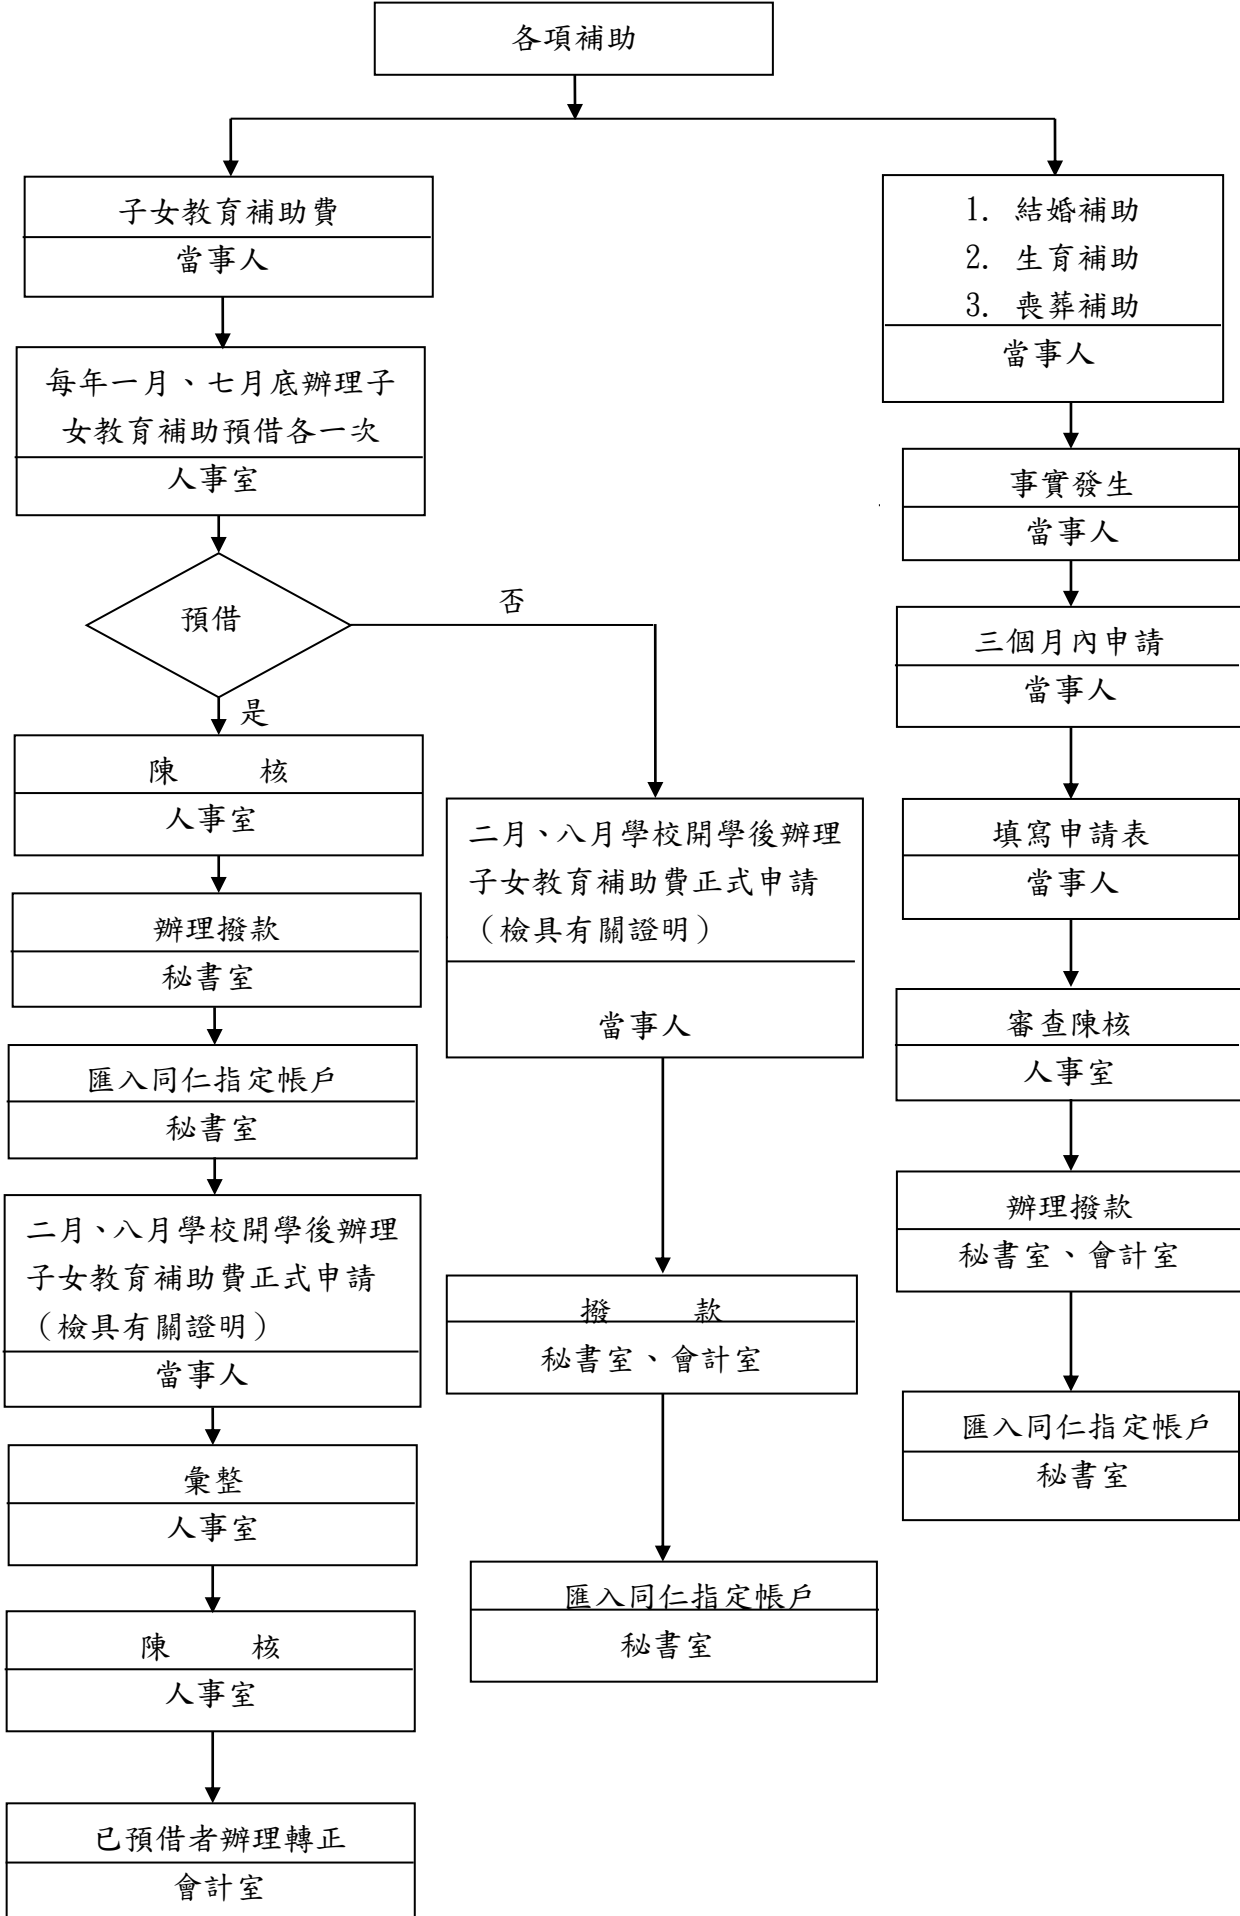 各項補助
子女教育補助費
當事人
每年一月、七月底辦理子
女教育補助預借各一次
人事室
預借
否
是
陳 核
人事室
辦理撥款
秘書室
匯入同仁指定帳戶
秘書室
二月、八月學校開學後辦理
子女教育補助費正式申請
（檢具有關證明）
當事人
彙整
人事室
陳 核
人事室
已預借者辦理轉正
會計室
二月、八月學校開學後辦理
子女教育補助費正式申請
（檢具有關證明）
當事人
撥 款
秘書室、會計室
匯入同仁指定帳戶
秘書室
1. 結婚補助
2. 生育補助
3. 喪葬補助
當事人
事實發生
當事人
三個月內申請
當事人
填寫申請表
當事人
審查陳核
人事室
辦理撥款
秘書室、會計室
匯入同仁指定帳戶
秘書室